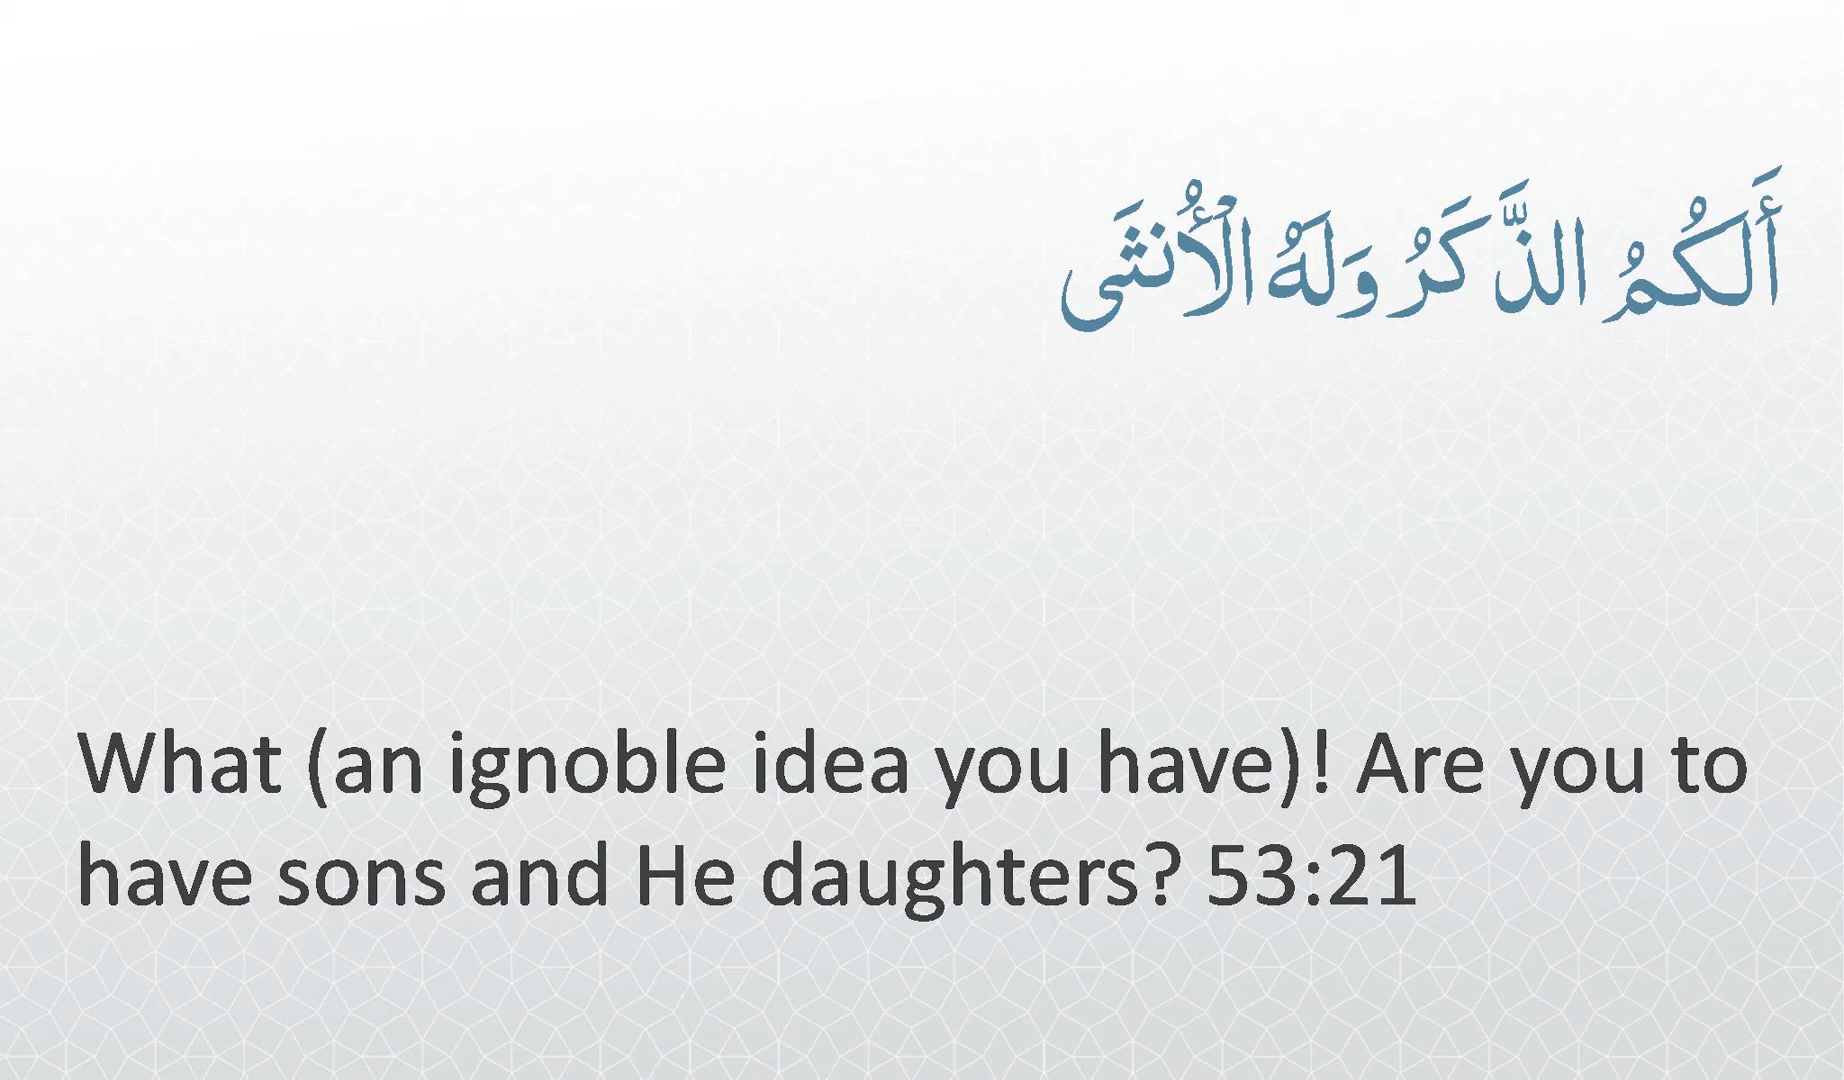 أَلَكُمُ الذَّكَرُ وَلَهُ الْأُنثَى
What (an ignoble idea you have)! Are you to
have sons and He daughters? 53:21